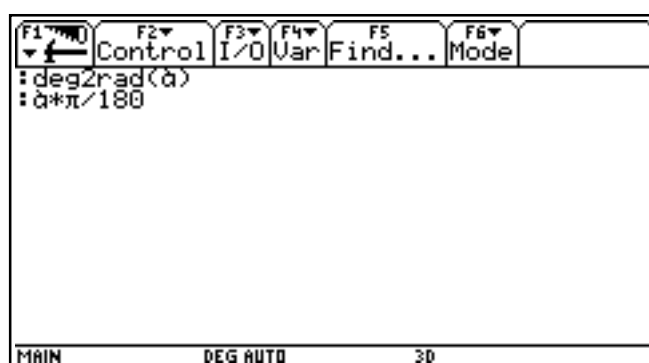 F1 F2 F3 F4 F5 F6
Control I/O Var Find... Mode
:deg2rad(à)
:à*π/180
MAIN DEG AUTO 3D